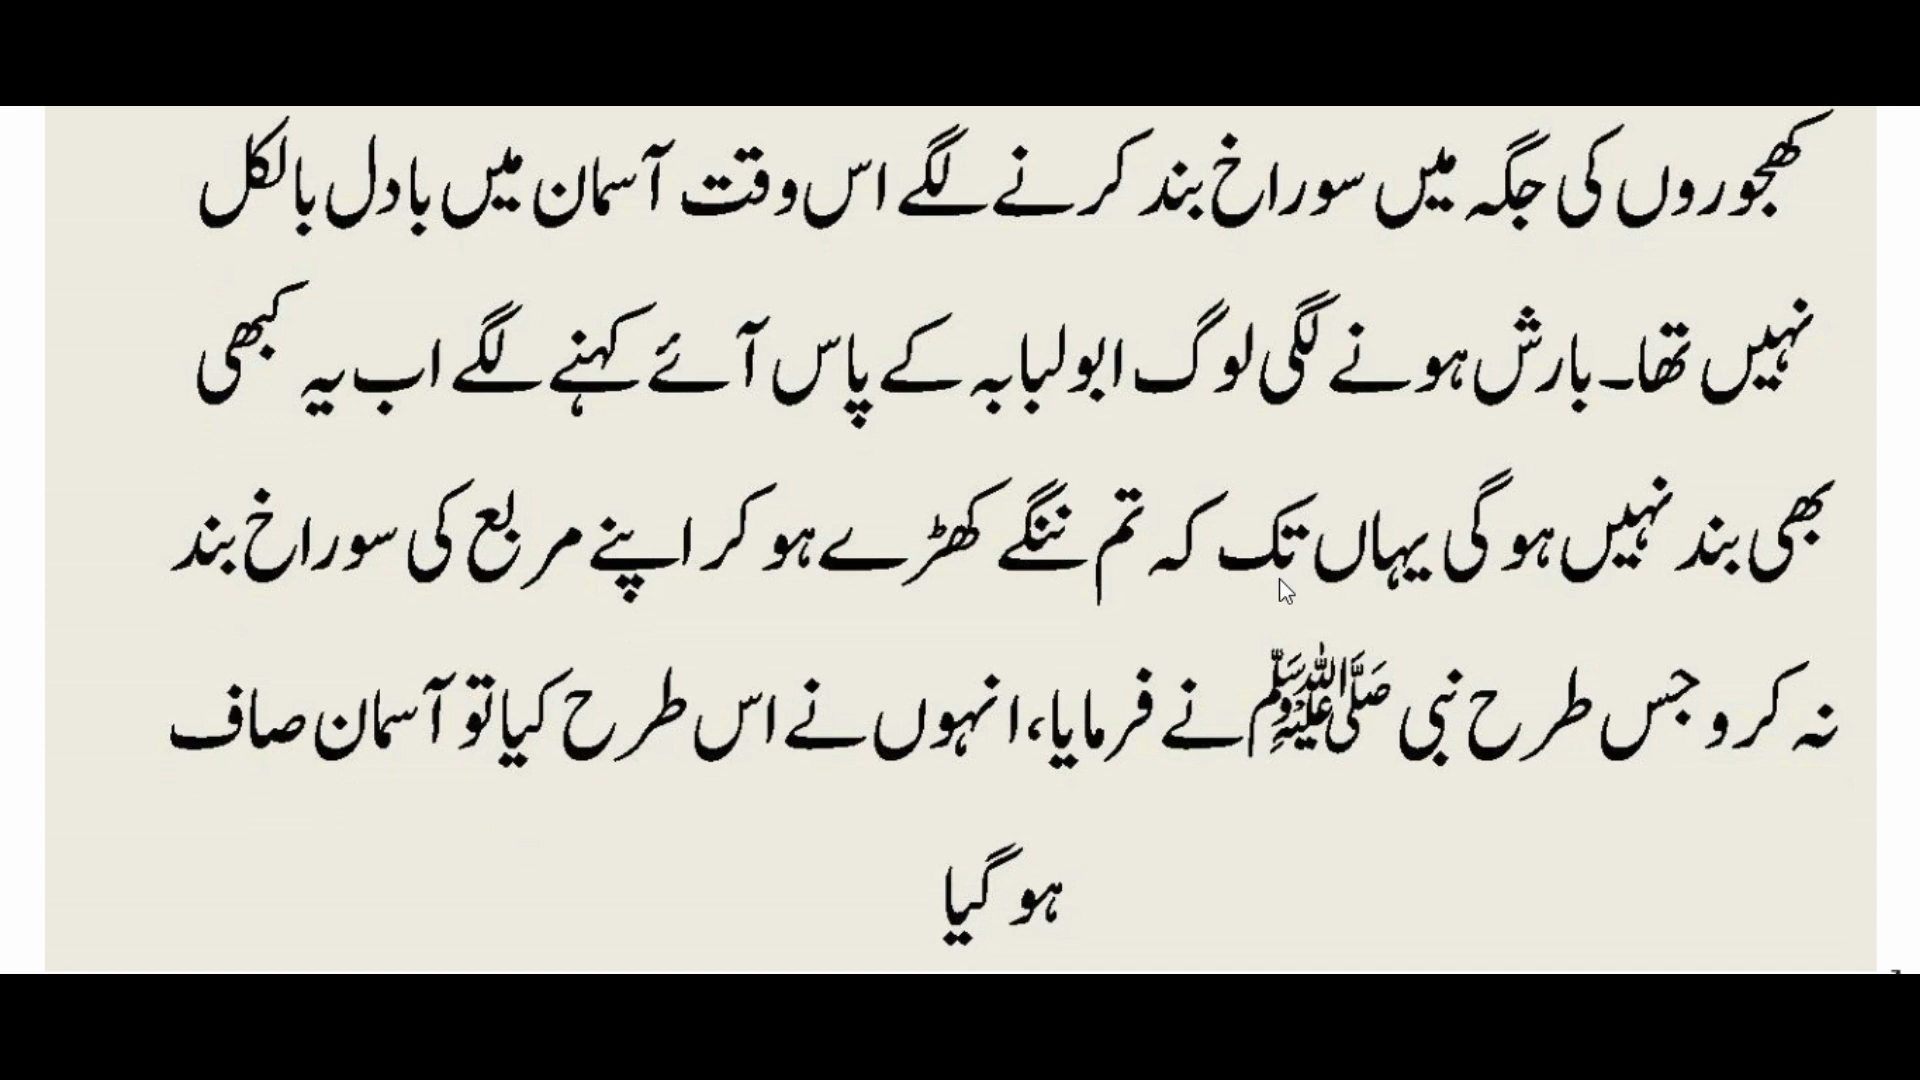 کھجوروں کی جگہ میں سوراخ بند کرنے لگے اس وقت آسمان میں بادل بالکل
نہیں تھا۔ بارش ہونے لگی لوگ ابولبابہ کے پاس آئے کہنے لگے اب یہ کبھی
بھی بند نہیں ہوگی یہاں تک کہ تم ننگے کھڑے ہو کر اپنے مربع کی سوراخ بند
نہ کرو جس طرح نبی ﷺ نے فرمایا، انہوں نے اس طرح کیا تو آسمان صاف
ہو گیا